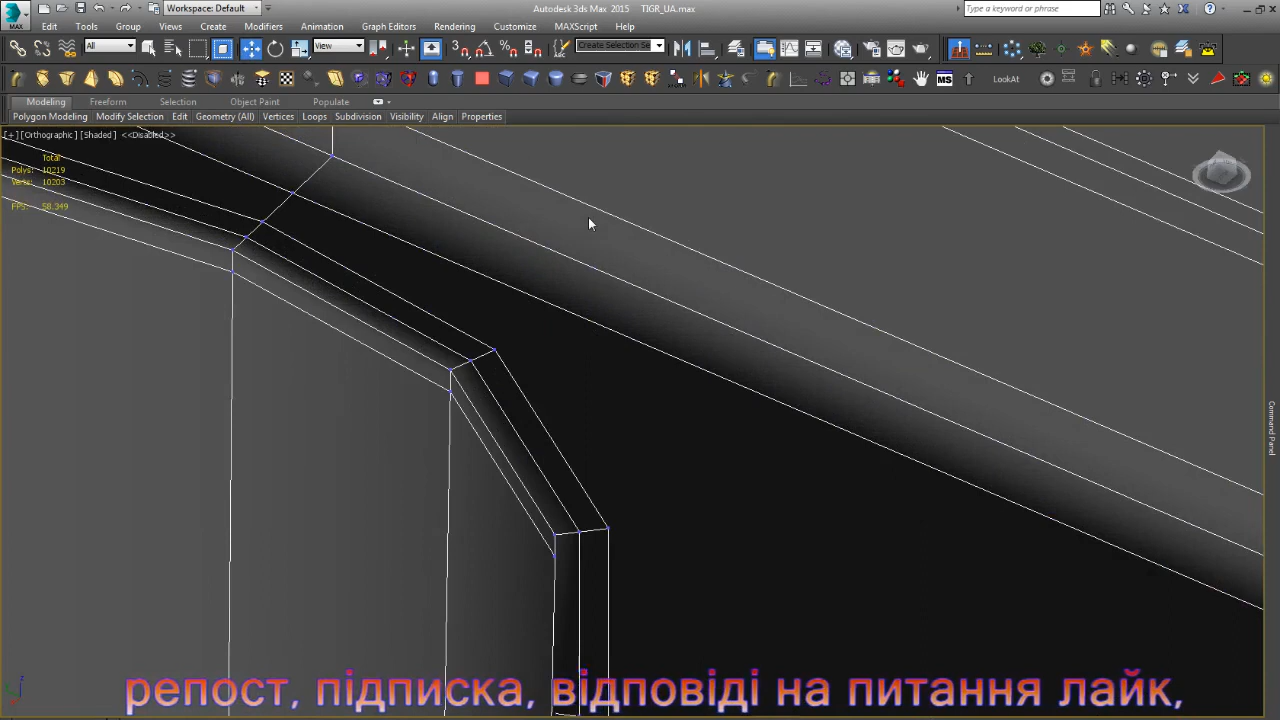 Autodesk 3ds Max 2015 TIGR_UA.max
Workspace: Default
Type a keyword or phrase
MAX
Edit Tools Group Views Create Modifiers Animation Graph Editors Rendering Customize MAXScript Help
All
View
Create Selection Se
LookAt
MS
Modeling Freeform Selection Object Paint Populate
Polygon Modeling Modify Selection Edit Geometry (All) Vertices Loops Subdivision Visibility Align Properties
[+] [Orthographic] [Shaded] <<Disabled>>
Total
Polys: 10219
Verts: 10203
FPS: 58.349
Command Panel
репост, підписка, відповіді на питання лайк,